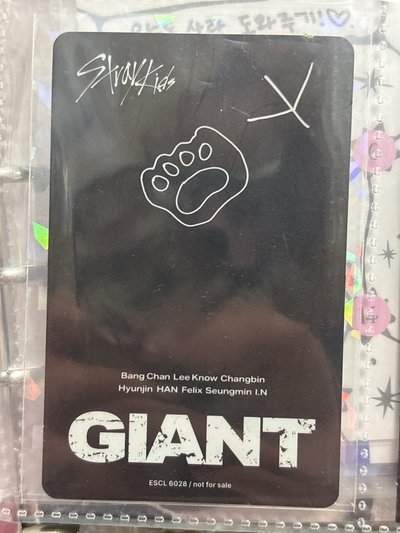 Stray Kids
Bang Chan Lee Know Changbin
Hyunjin HAN Felix Seungmin I.N
GIANT
ESCL 6028 / not for sale